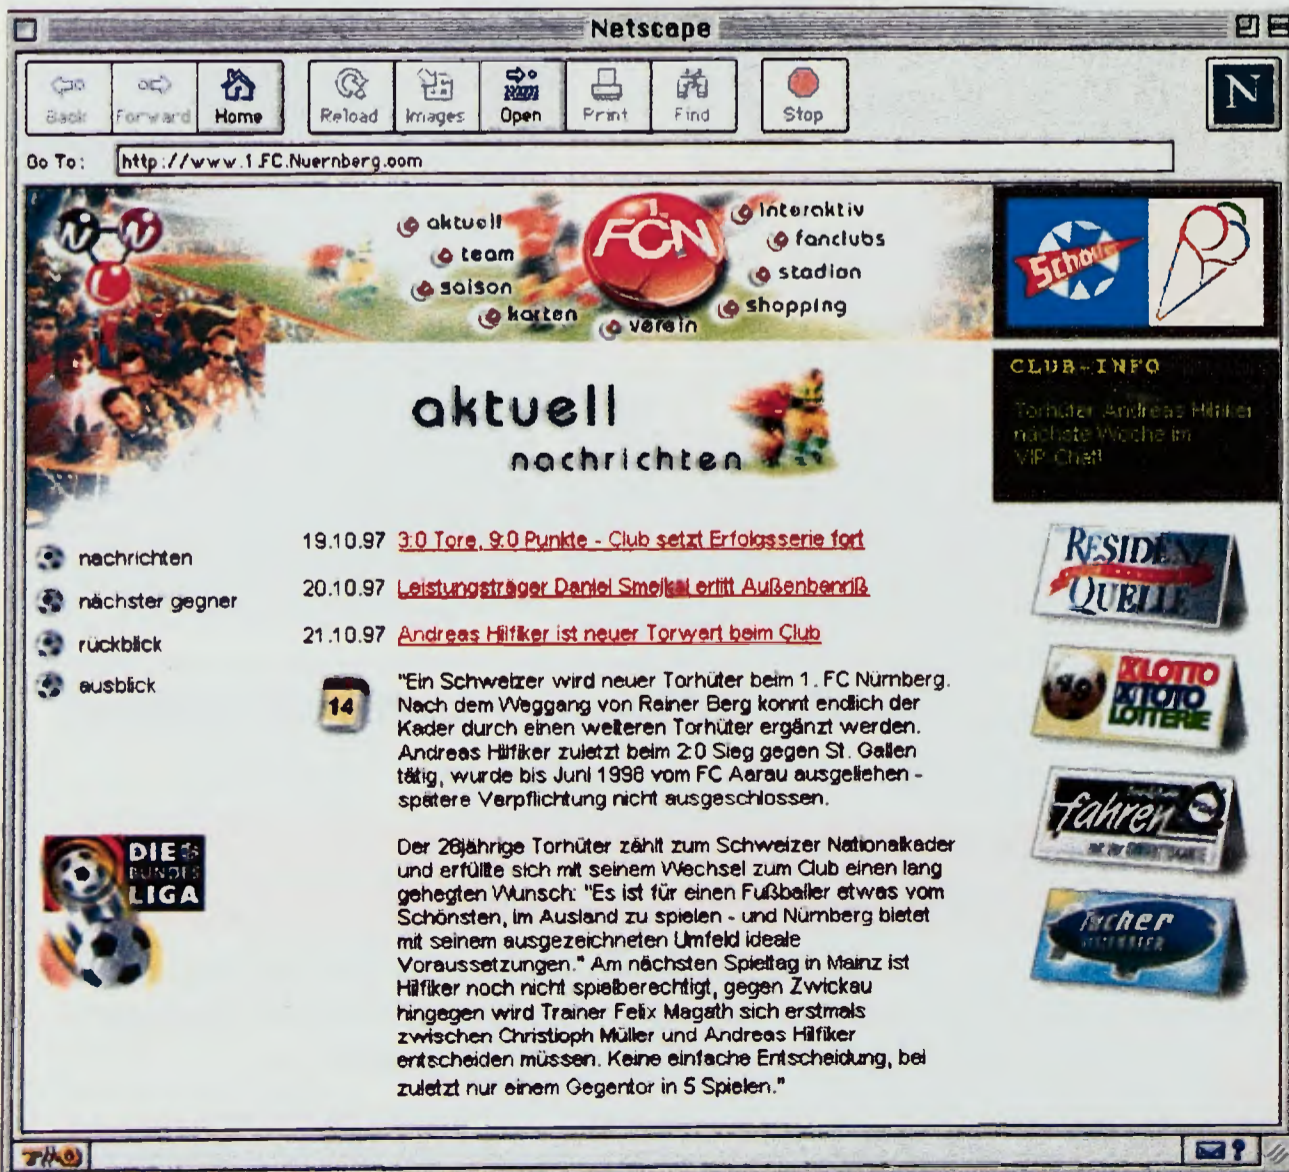 Netscape
Back Forward Home Reload Images Open Print Find Stop
N
Go To: http://www.1.FC.Nuernberg.com
N N
aktuell
team
saison
karten
verein
1. FCN
interaktiv
fanclubs
stadion
shopping
Schöller
CLUB-INFO
Torhüter Andreas Hilfiker
nächste Woche im
VIP-Chat!
aktuell
nachrichten
nachrichten
nächster gegner
rückblick
ausblick
19.10.97 3:0 Tore, 9:0 Punkte - Club setzt Erfolgsserie fort
20.10.97 Leistungsträger Daniel Smejkal erlitt Außenbanriß
21.10.97 Andreas Hilfiker ist neuer Torwart beim Club
14
"Ein Schweizer wird neuer Torhüter beim 1. FC Nürnberg.
Nach dem Weggang von Reiner Berg konnt endlich der
Kader durch einen weiteren Torhüter ergänzt werden.
Andreas Hilfiker zuletzt beim 2:0 Sieg gegen St. Gallen
tätig, wurde bis Juni 1998 vom FC Aarau ausgeliehen -
spätere Verpflichtung nicht ausgeschlossen.
Der 28jährige Torhüter zählt zum Schweizer Nationalkader
und erfüllte sich mit seinem Wechsel zum Club einen lang
gehegten Wunsch: "Es ist für einen Fußballer etwas vom
Schönsten, im Ausland zu spielen - und Nürnberg bietet
mit seinem ausgezeichneten Umfeld ideale
Voraussetzungen." Am nächsten Spieltag in Mainz ist
Hilfiker noch nicht spielberechtigt, gegen Zwickau
hingegen wird Trainer Felix Magath sich erstmals
zwischen Christioph Müller und Andreas Hilfiker
entscheiden müssen. Keine einfache Entscheidung, bei
zuletzt nur einem Gegentor in 5 Spielen."
DIE
BUNDES
LIGA
RESIDENZ
QUELLE
LOTTO
TOTO
LOTTERIE
fahren
Tucher